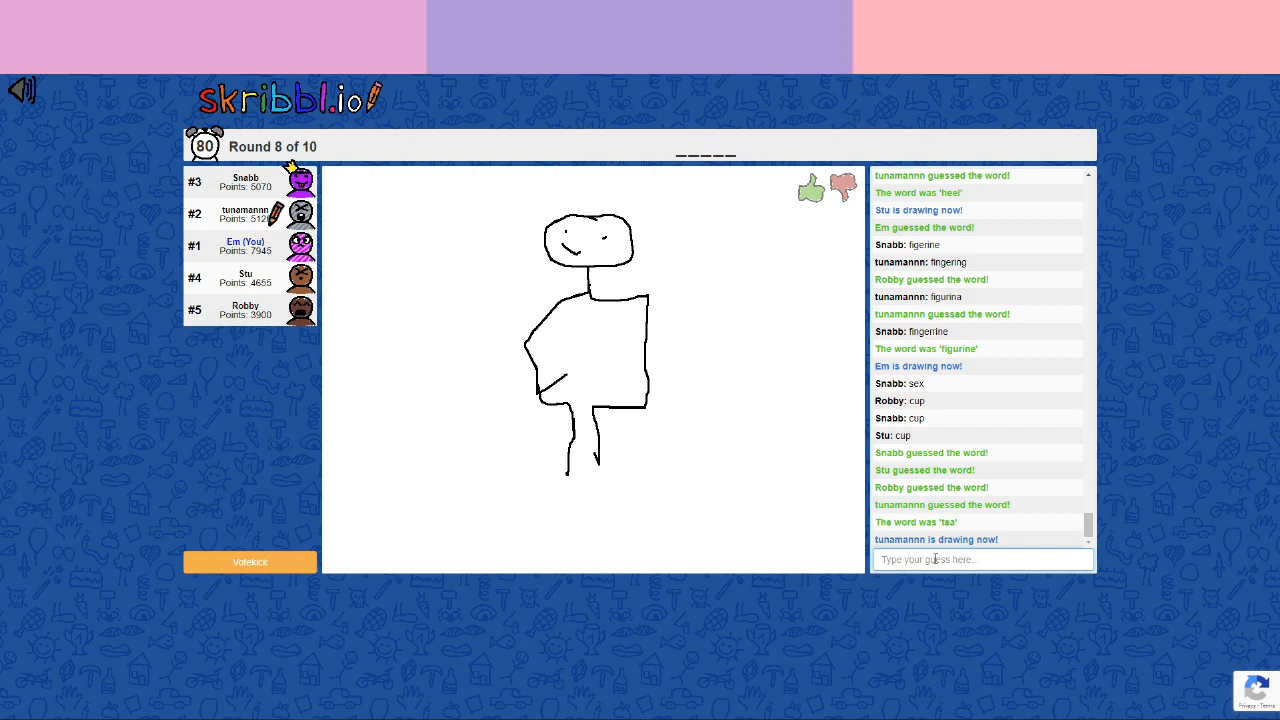 skribbl.io
80
Round 8 of 10
_ _ _ _ _
#3
Snabb
Points: 5070
#2
tunamannn
Points: 512
#1
Em (You)
Points: 7945
#4
Stu
Points: 4655
#5
Robby
Points: 3900
Votekick
tunamannn guessed the word!
The word was 'heel'
Stu is drawing now!
Em guessed the word!
Snabb: figerine
tunamannn: fingering
Robby guessed the word!
tunamannn: figurina
tunamannn guessed the word!
Snabb: fingerrine
The word was 'figurine'
Em is drawing now!
Snabb: sex
Robby: cup
Snabb: cup
Stu: cup
Snabb guessed the word!
Stu guessed the word!
Robby guessed the word!
tunamannn guessed the word!
The word was 'tea'
tunamannn is drawing now!
Type your guess here...
Privacy - Terms